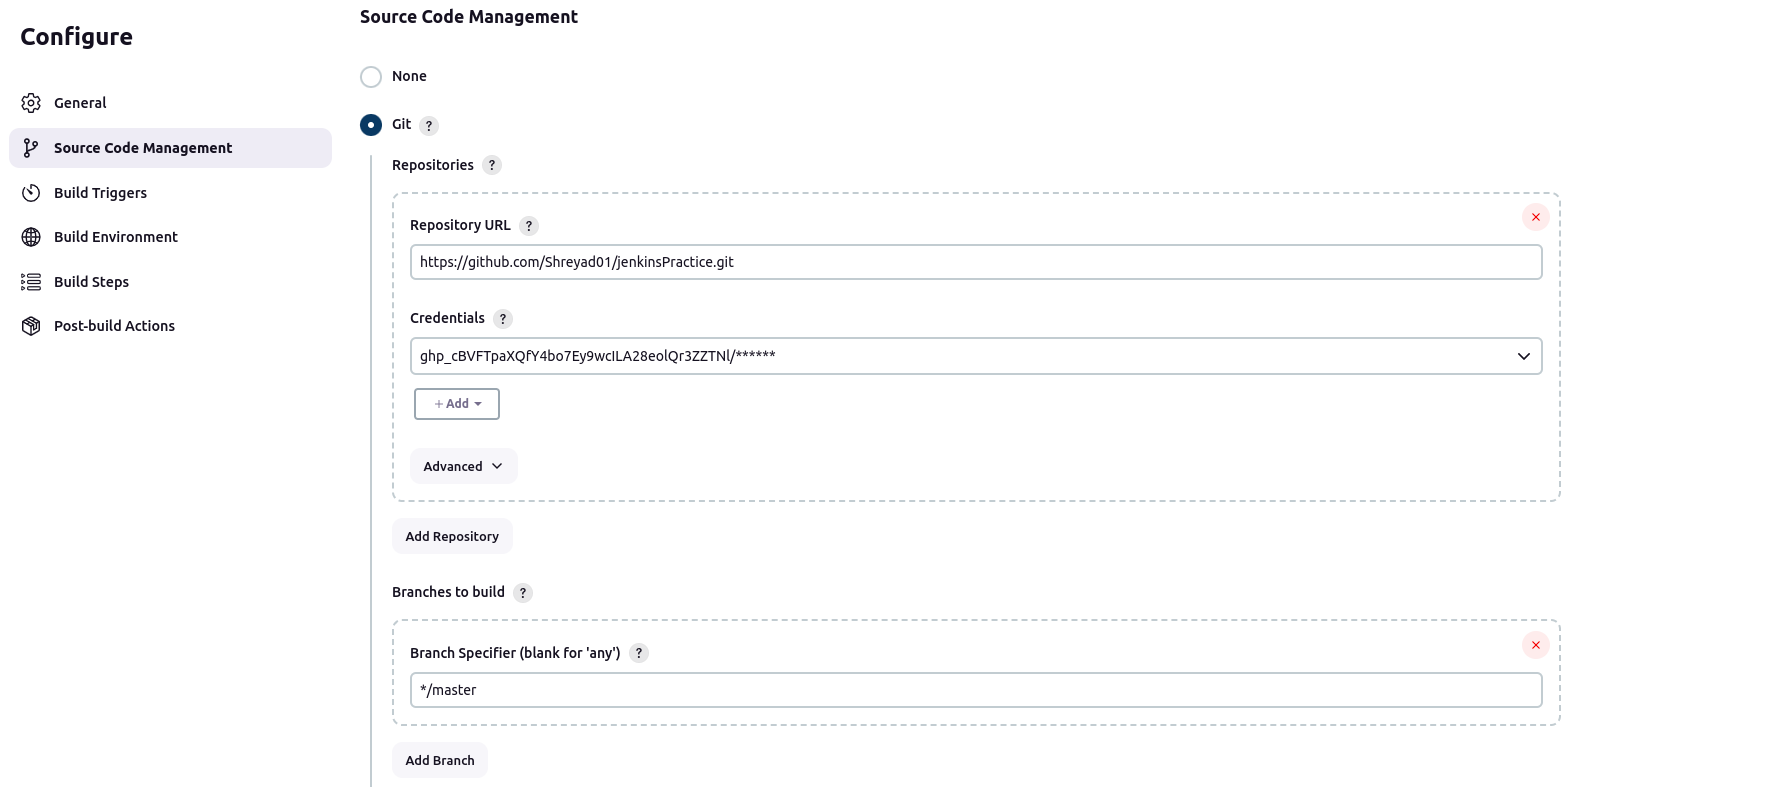 Source Code Management
Configure
None
General
Git ?
Source Code Management
Repositories ?
Build Triggers
Repository URL ?
Build Environment
https://github.com/Shreyad01/jenkinsPractice.git
Build Steps
Credentials ?
Post-build Actions
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/******
+ Add
Advanced
Add Repository
Branches to build ?
Branch Specifier (blank for 'any') ?
*/master
Add Branch